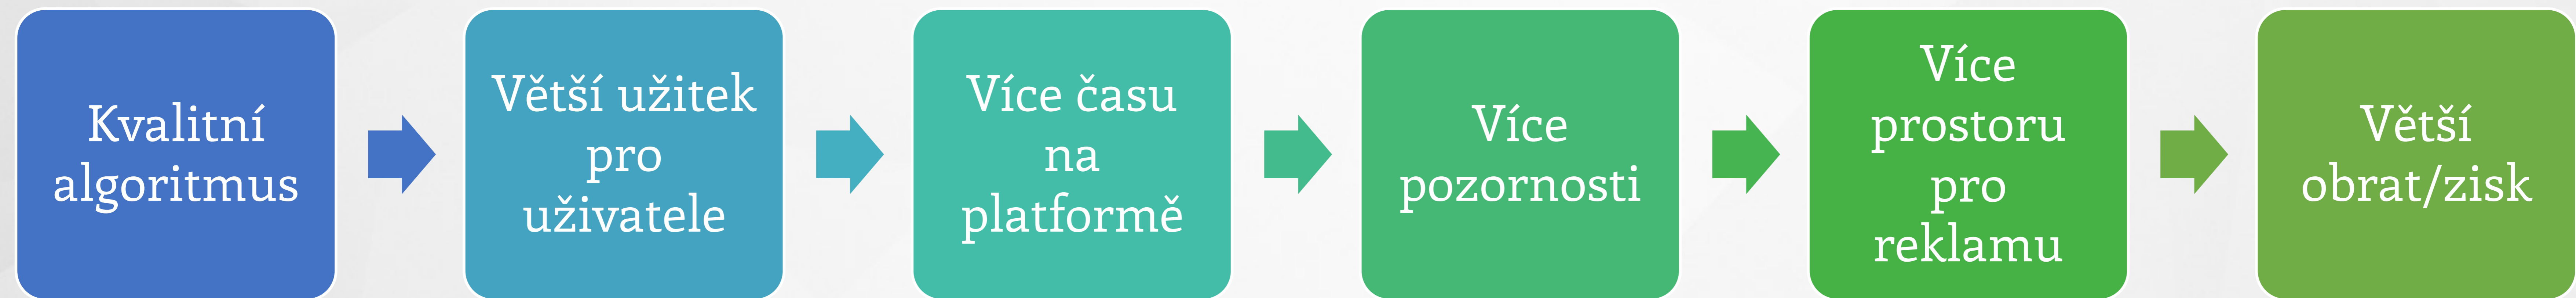 Kvalitní
algoritmus
Větší užitek
pro
uživatele
Více času
na
platformě
Více
pozornosti
Více
prostoru
pro
reklamu
Větší
obrat/zisk